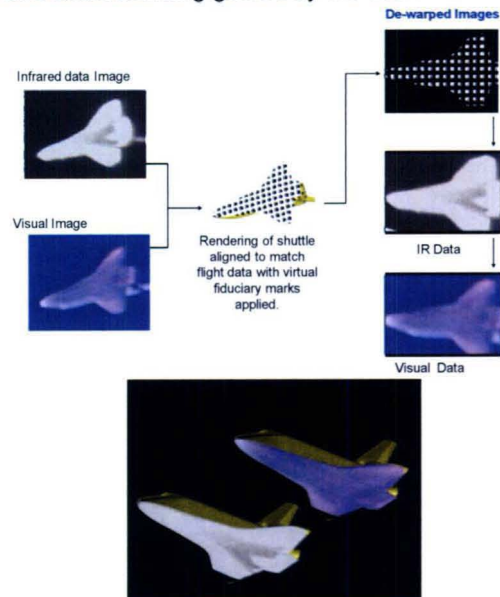 De-warped Images
Infrared data Image
Visual Image
Rendering of shuttle
aligned to match
flight data with virtual
fiduciary marks
applied.
IR Data
Visual Data